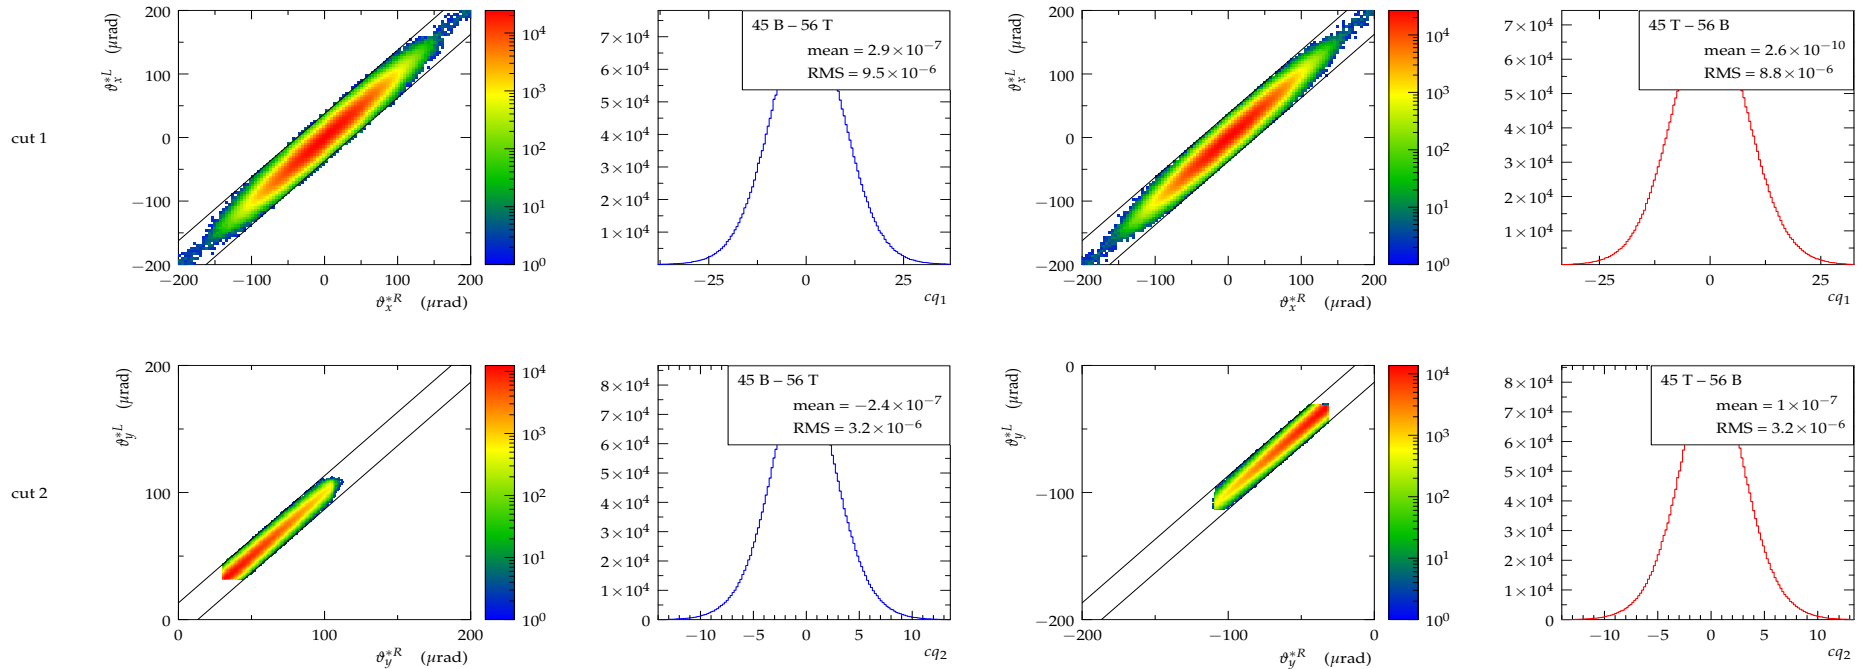 cut 1
ϑ_x^{*L} (μrad)
200
100
0
−100
−200
−200 −100 0 100 200
ϑ_x^{*R} (μrad)
10^4
10^3
10^2
10^1
10^0
7×10^4
6×10^4
5×10^4
4×10^4
3×10^4
2×10^4
1×10^4
45 B – 56 T
mean = 2.9×10^{−7}
RMS = 9.5×10^{−6}
−25 0 25
cq_1
ϑ_x^{*L} (μrad)
200
100
0
−100
−200
−200 −100 0 100 200
ϑ_x^{*R} (μrad)
10^4
10^3
10^2
10^1
10^0
7×10^4
6×10^4
5×10^4
4×10^4
3×10^4
2×10^4
1×10^4
45 T – 56 B
mean = 2.6×10^{−10}
RMS = 8.8×10^{−6}
−25 0 25
cq_1
cut 2
ϑ_y^{*L} (μrad)
200
100
0
0 100 200
ϑ_y^{*R} (μrad)
10^4
10^3
10^2
10^1
10^0
8×10^4
7×10^4
6×10^4
5×10^4
4×10^4
3×10^4
2×10^4
1×10^4
0
45 B – 56 T
mean = −2.4×10^{−7}
RMS = 3.2×10^{−6}
−10 −5 0 5 10
cq_2
ϑ_y^{*L} (μrad)
0
−100
−200
−200 −100 0
ϑ_y^{*R} (μrad)
10^4
10^3
10^2
10^1
10^0
8×10^4
7×10^4
6×10^4
5×10^4
4×10^4
3×10^4
2×10^4
1×10^4
0
45 T – 56 B
mean = 1×10^{−7}
RMS = 3.2×10^{−6}
−10 −5 0 5 10
cq_2